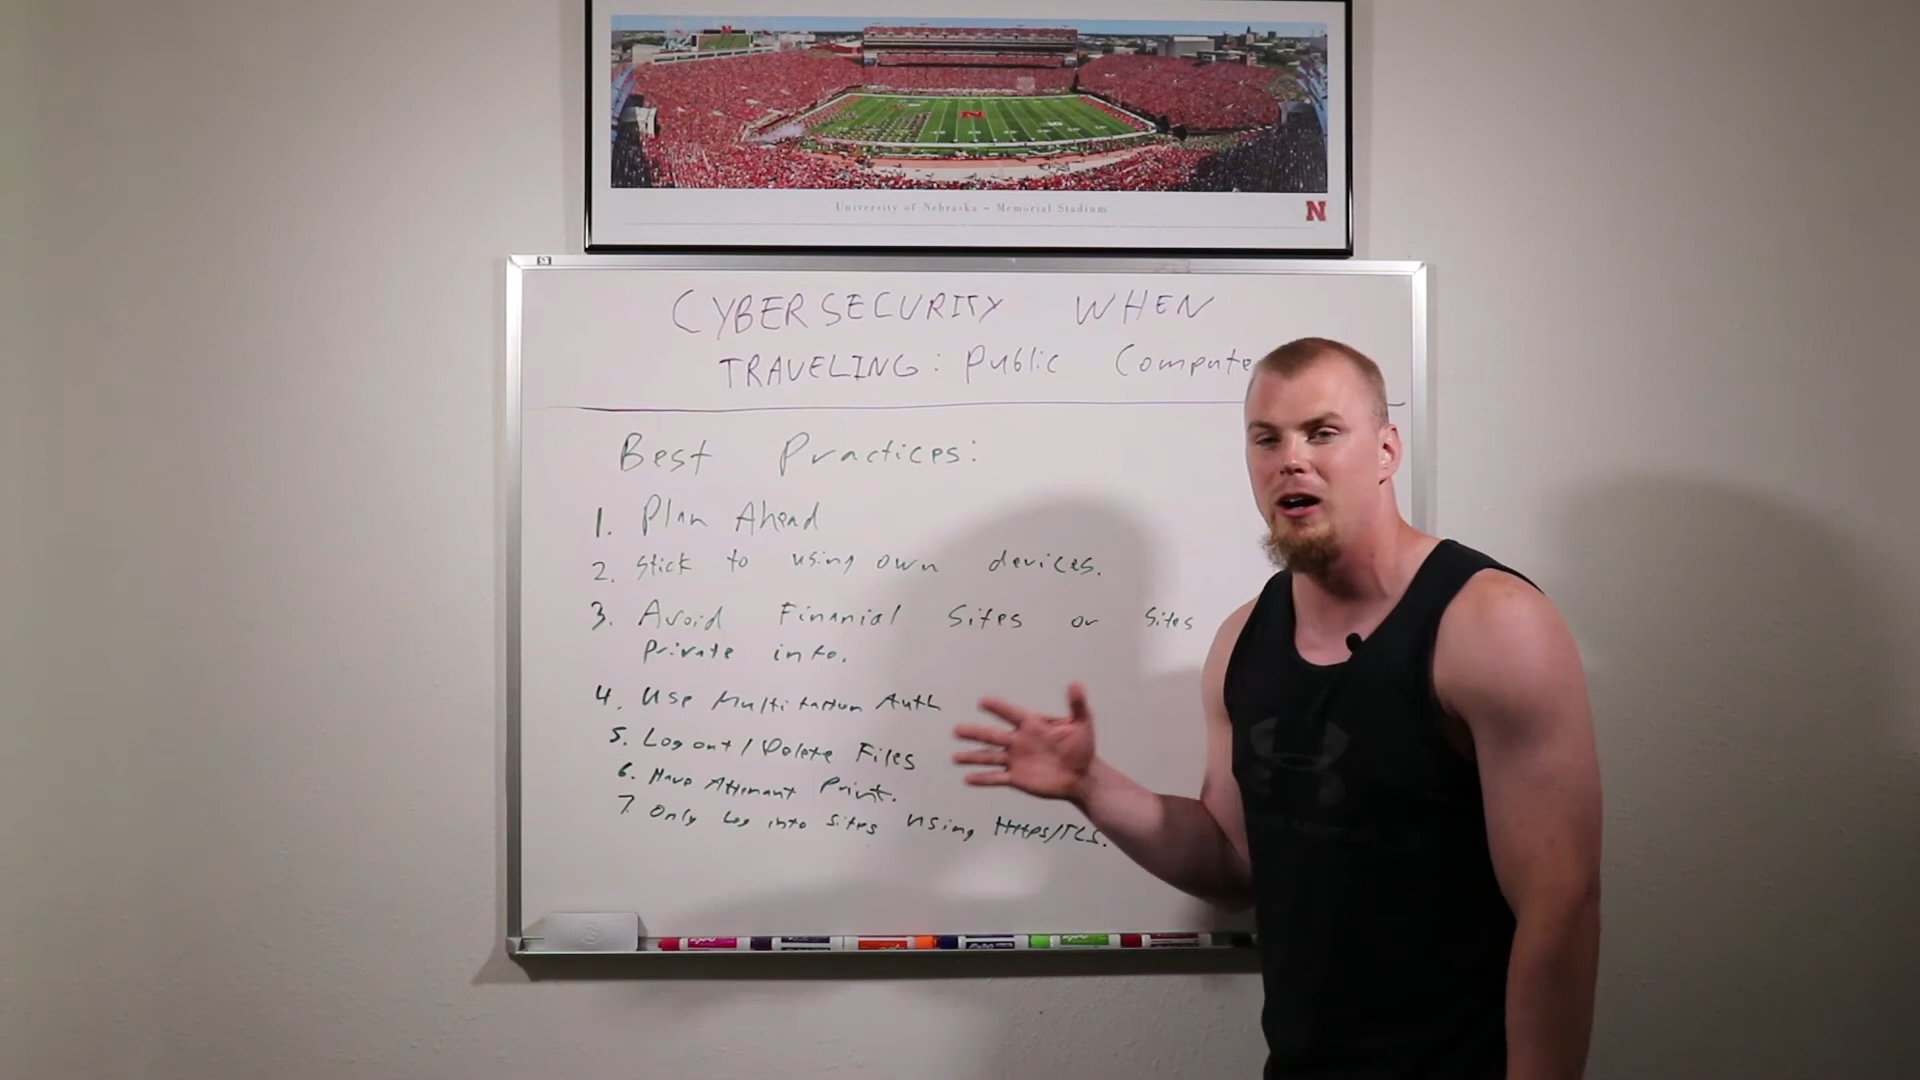 University of Nebraska ~ Memorial Stadium
N
CYBERSECURITY WHEN
TRAVELING: Public Compute
Best Practices:
1. Plan Ahead
2. Stick to using own devices.
3. Avoid Financial Sites or Sites
Private info.
4. Use Multifactor Auth
5. Log out / Delete Files
6. Have Attendant Print.
7. Only Log into Sites Using Https/TLS.